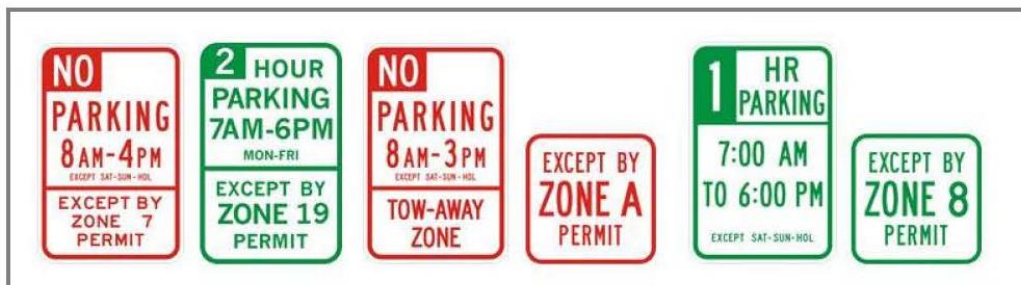 NO
PARKING
8AM-4PM
EXCEPT SAT-SUN-HOL
EXCEPT BY
ZONE 7
PERMIT
2 HOUR
PARKING
7AM-6PM
MON-FRI
EXCEPT BY
ZONE 19
PERMIT
NO
PARKING
8AM-3PM
EXCEPT SAT-SUN-HOL
TOW-AWAY
ZONE
EXCEPT BY
ZONE A
PERMIT
1 HR
PARKING
7:00 AM
TO 6:00 PM
EXCEPT SAT-SUN-HOL
EXCEPT BY
ZONE 8
PERMIT